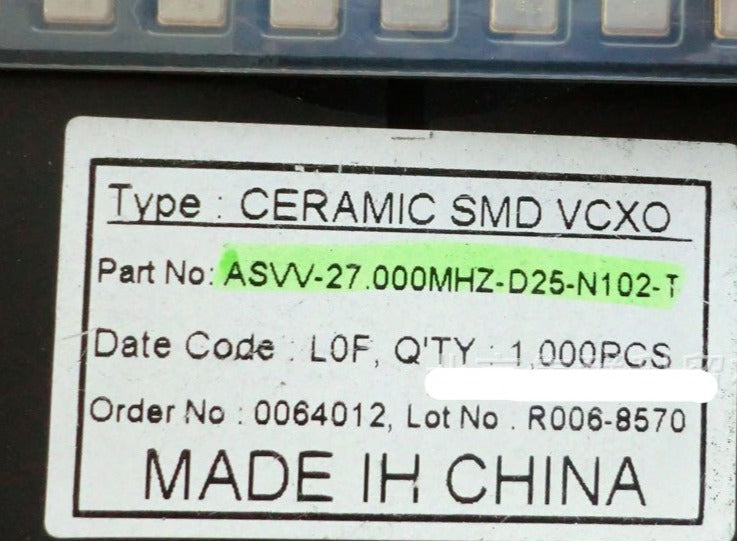 Type : CERAMIC SMD VCXO
Part No: ASVV-27.000MHZ-D25-N102-T
Date Code : L0F, Q'TY : 1,000PCS
Order No : 0064012, Lot No . R006-8570
MADE IH CHINA